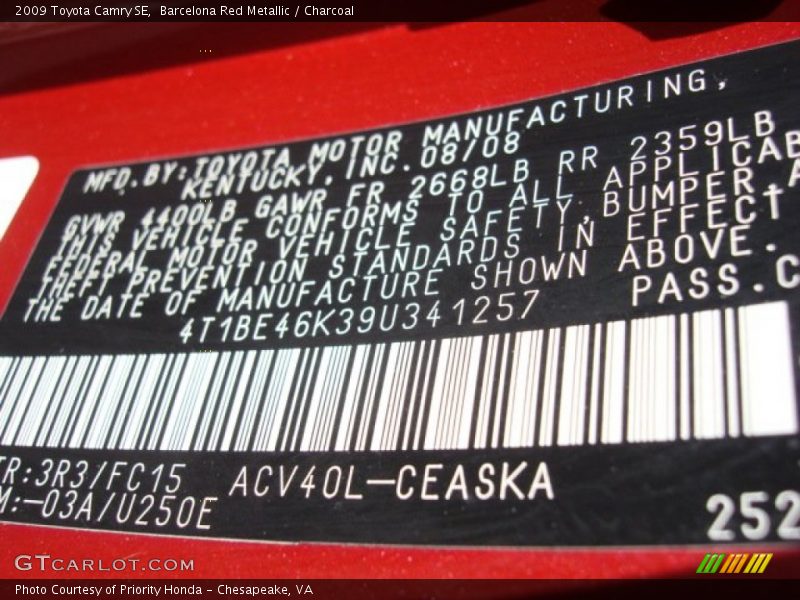 2009 Toyota Camry SE,  Barcelona Red Metallic / Charcoal
MFD.BY:TOYOTA MOTOR MANUFACTURING,
KENTUCKY,INC.08/08
GVWR 4400LB GAWR FR 2668LB RR 2359LB
THIS VEHICLE CONFORMS TO ALL APPLICAB
FEDERAL MOTOR VEHICLE SAFETY,BUMPER,A
THEFT PREVENTION STANDARDS IN EFFECT
THE DATE OF MANUFACTURE SHOWN ABOVE.
4T1BE46K39U341257 PASS.C
TR:3R3/FC15 ACV40L-CEASKA
M:-03A/U250E
252
GTCARLOT.COM
Photo Courtesy of Priority Honda - Chesapeake, VA